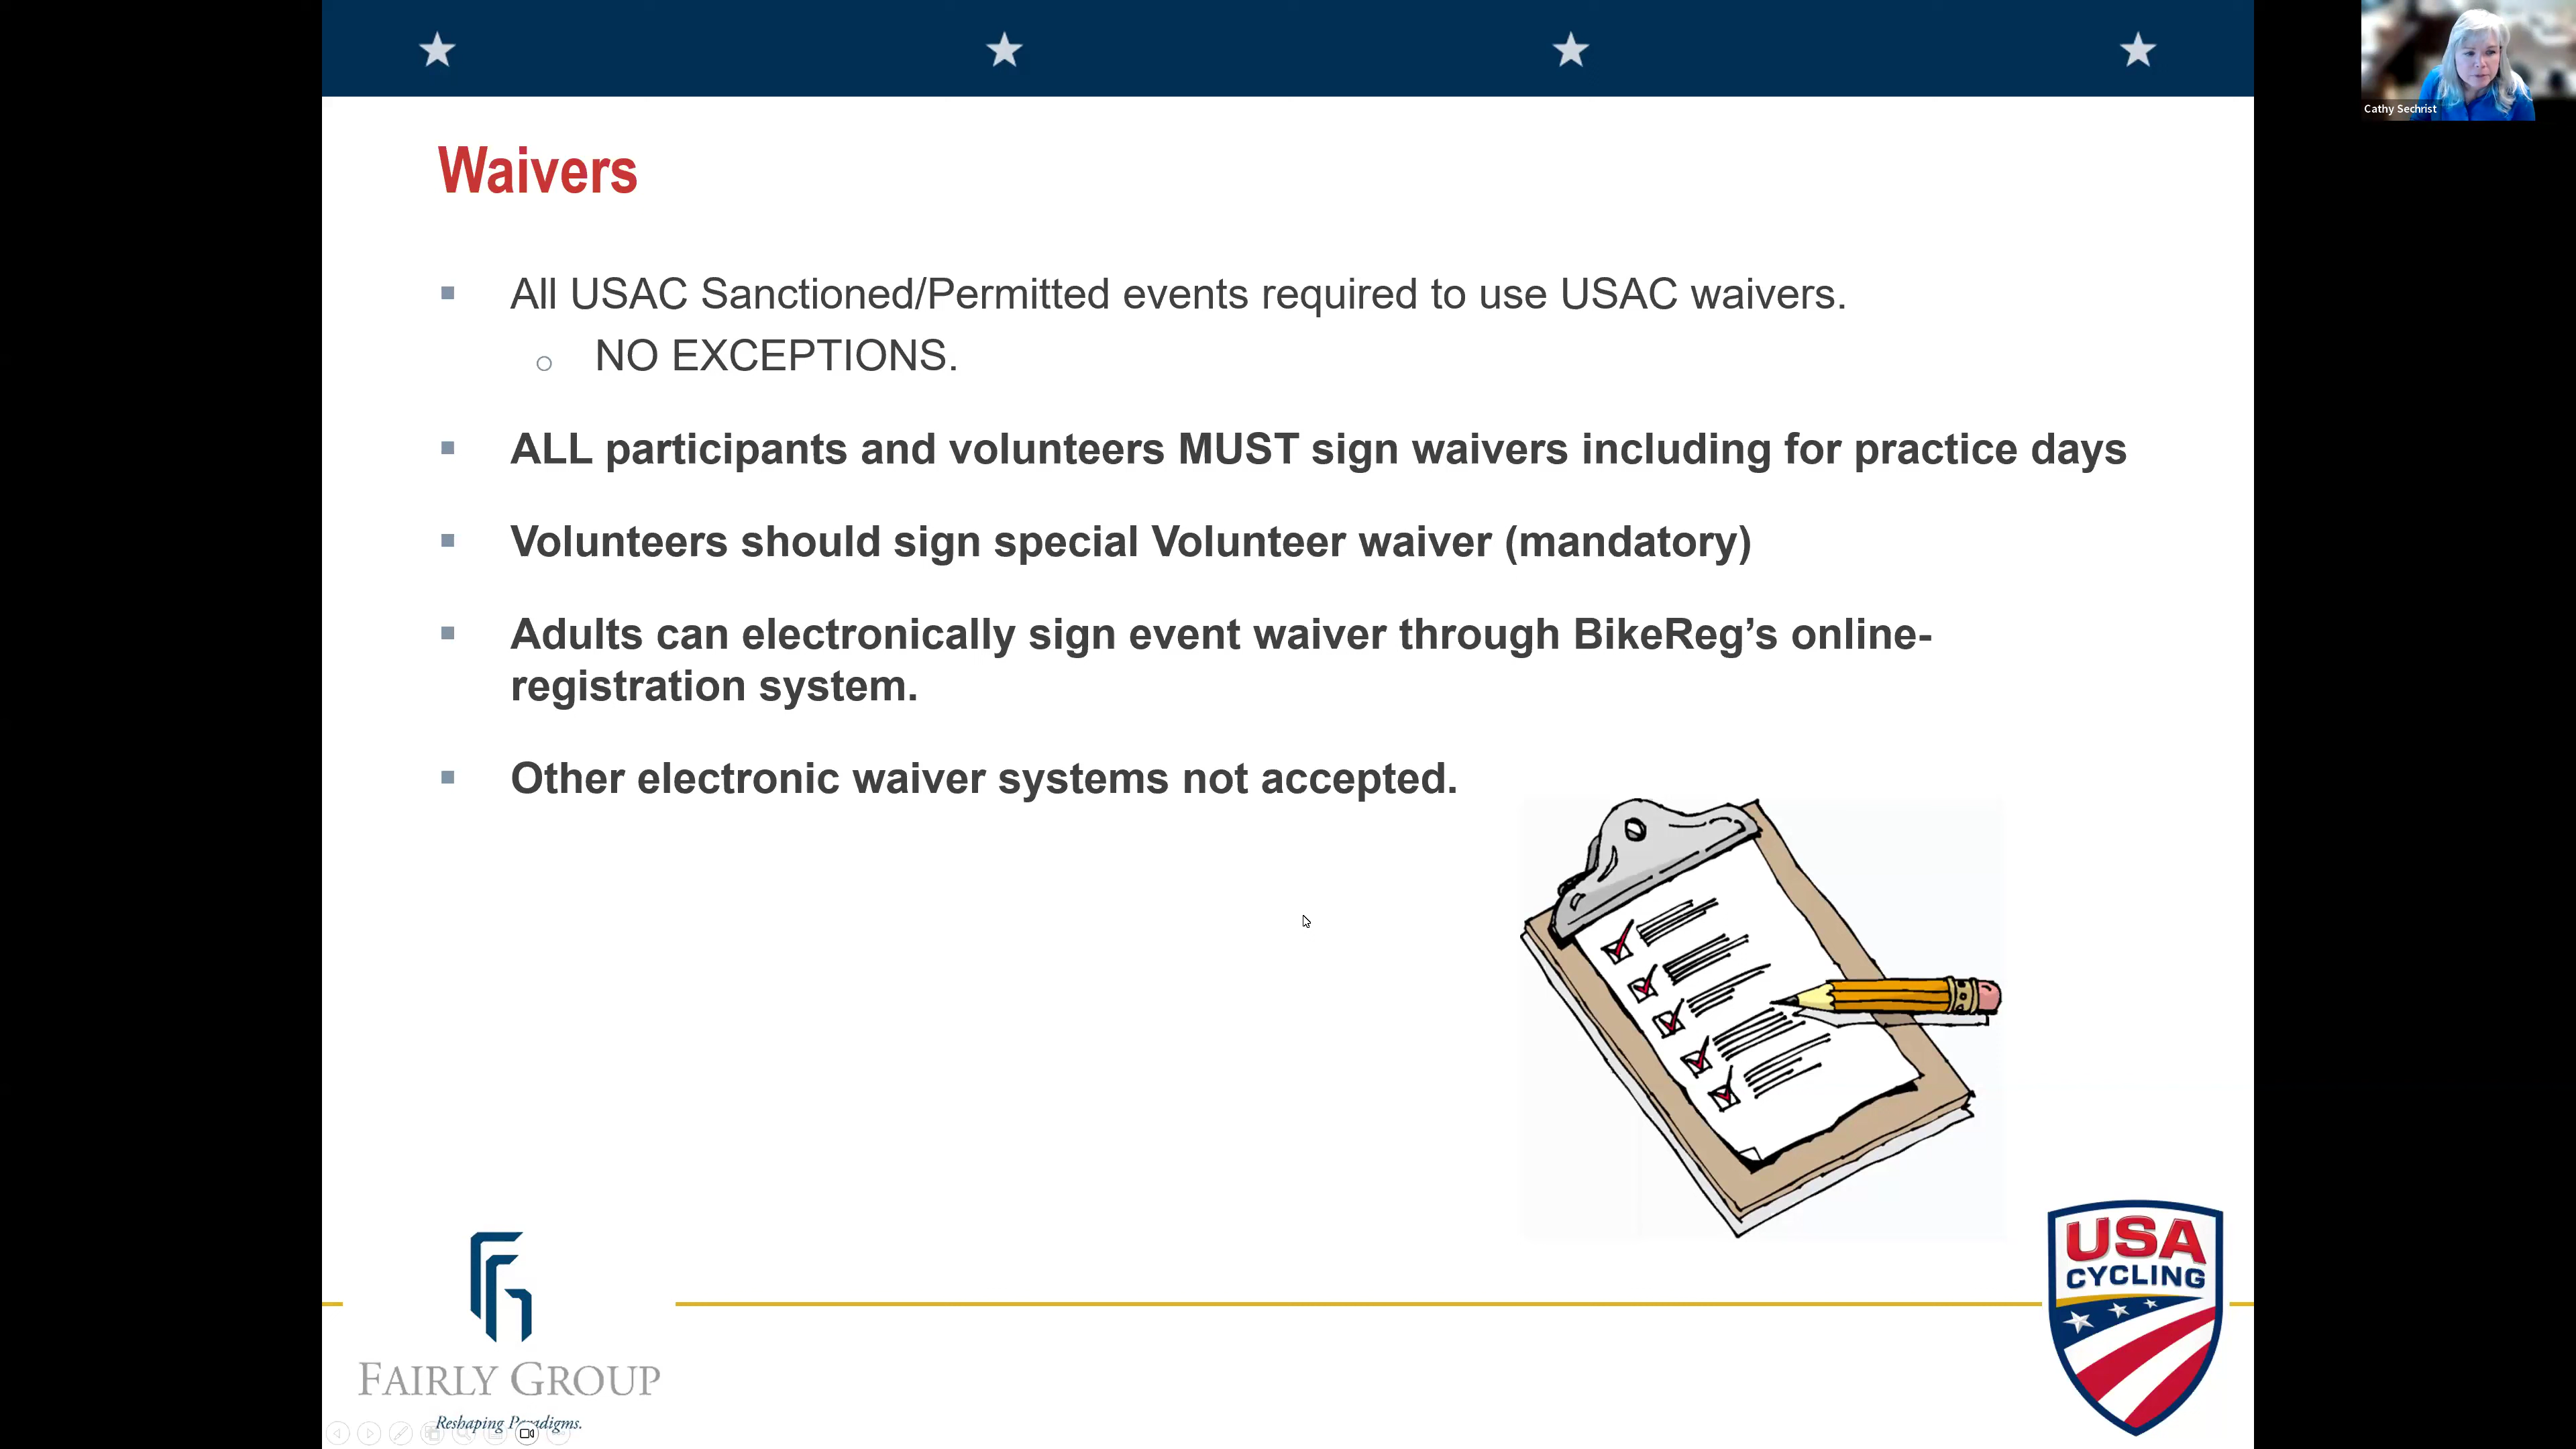 Cathy Sechrist
Waivers
All USAC Sanctioned/Permitted events required to use USAC waivers.
NO EXCEPTIONS.
ALL participants and volunteers MUST sign waivers including for practice days
Volunteers should sign special Volunteer waiver (mandatory)
Adults can electronically sign event waiver through BikeReg’s online-
registration system.
Other electronic waiver systems not accepted.
USA
CYCLING
FAIRLY GROUP
Reshaping Paradigms.